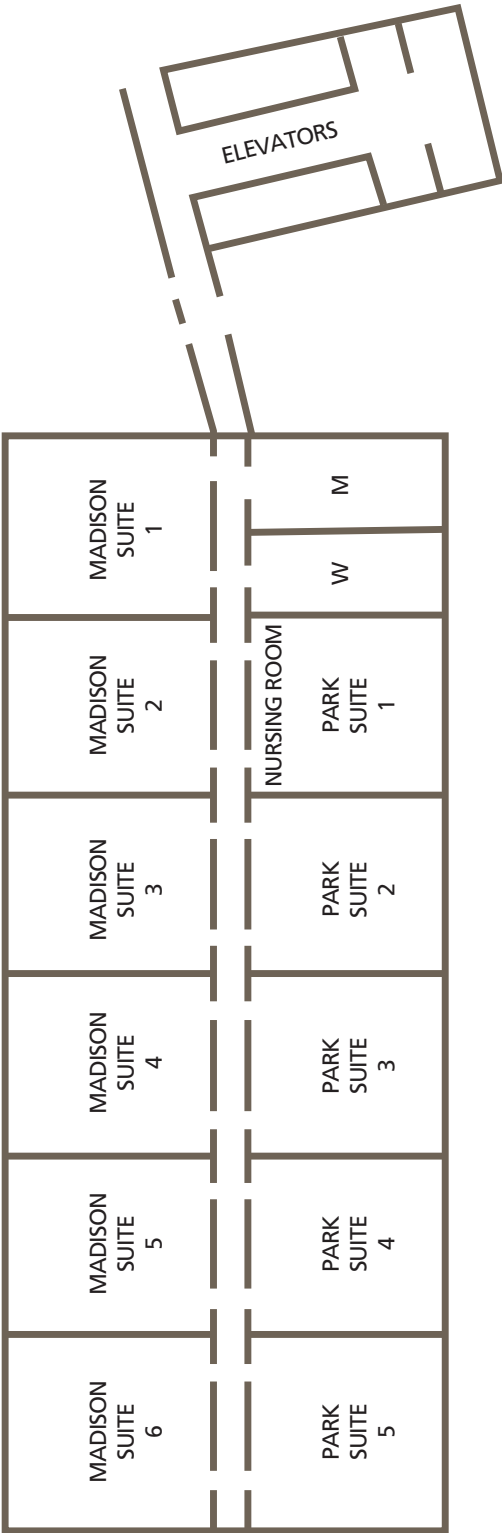 ELEVATORS
MADISON
SUITE
1
M
W
MADISON
SUITE
2
NURSING ROOM
PARK
SUITE
1
MADISON
SUITE
3
PARK
SUITE
2
MADISON
SUITE
4
PARK
SUITE
3
MADISON
SUITE
5
PARK
SUITE
4
MADISON
SUITE
6
PARK
SUITE
5